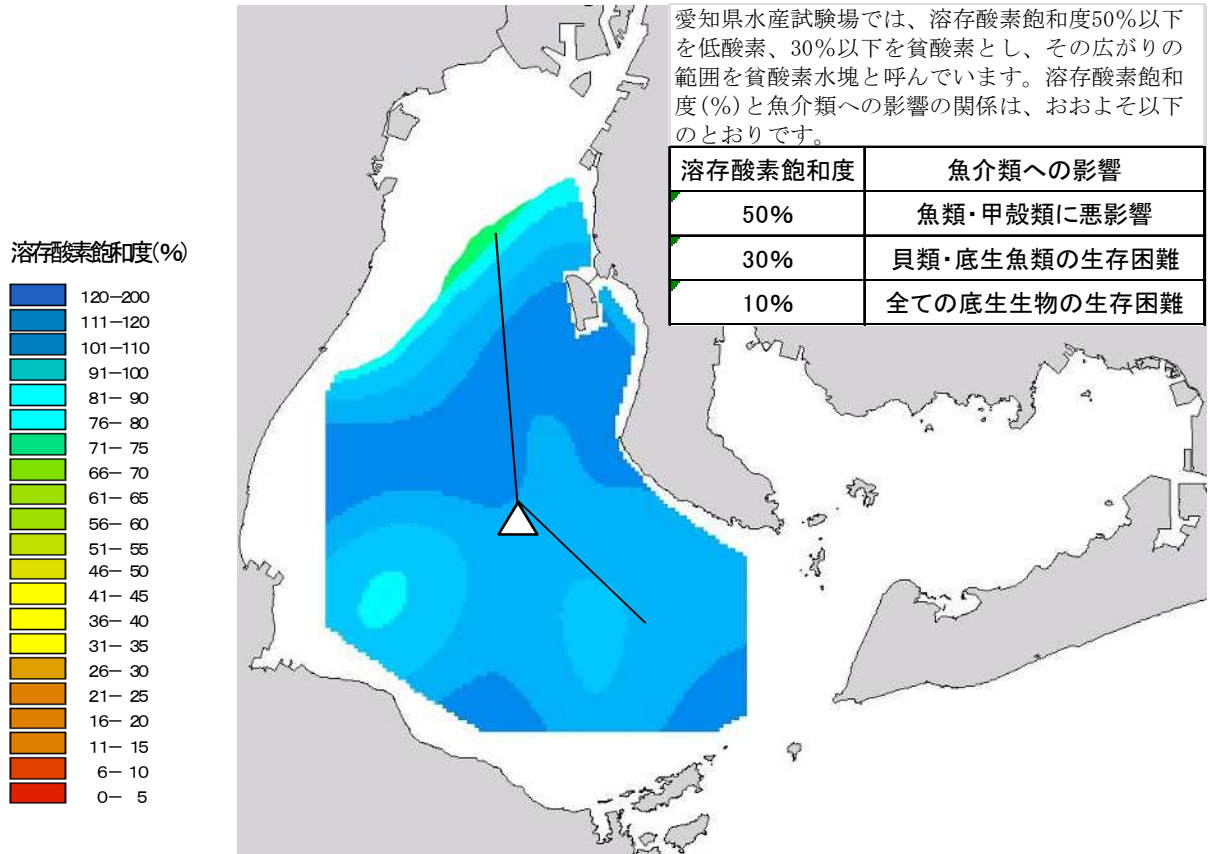 愛知県水産試験場では、溶存酸素飽和度50%以下
を低酸素、30%以下を貧酸素とし、その広がりの
範囲を貧酸素水塊と呼んでいます。溶存酸素飽和
度(%)と魚介類への影響の関係は、おおよそ以下
のとおりです。
溶存酸素飽和度 魚介類への影響
50% 魚類・甲殻類に悪影響
30% 貝類・底生魚類の生存困難
10% 全ての底生生物の生存困難
溶存酸素飽和度(%)
120-200
111-120
101-110
91-100
81- 90
76- 80
71- 75
66- 70
61- 65
56- 60
51- 55
46- 50
41- 45
36- 40
31- 35
26- 30
21- 25
16- 20
11- 15
6- 10
0- 5